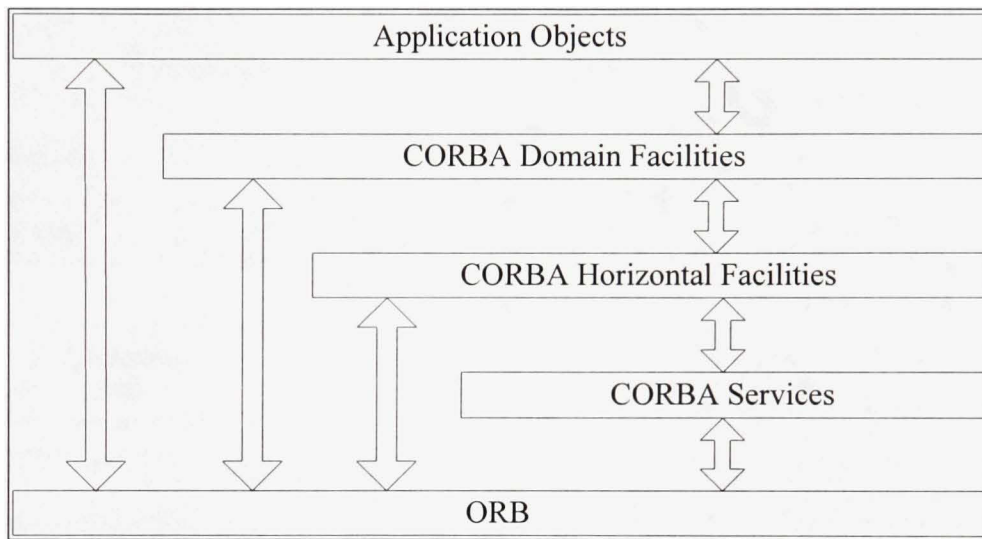 Application Objects
CORBA Domain Facilities
CORBA Horizontal Facilities
CORBA Services
ORB